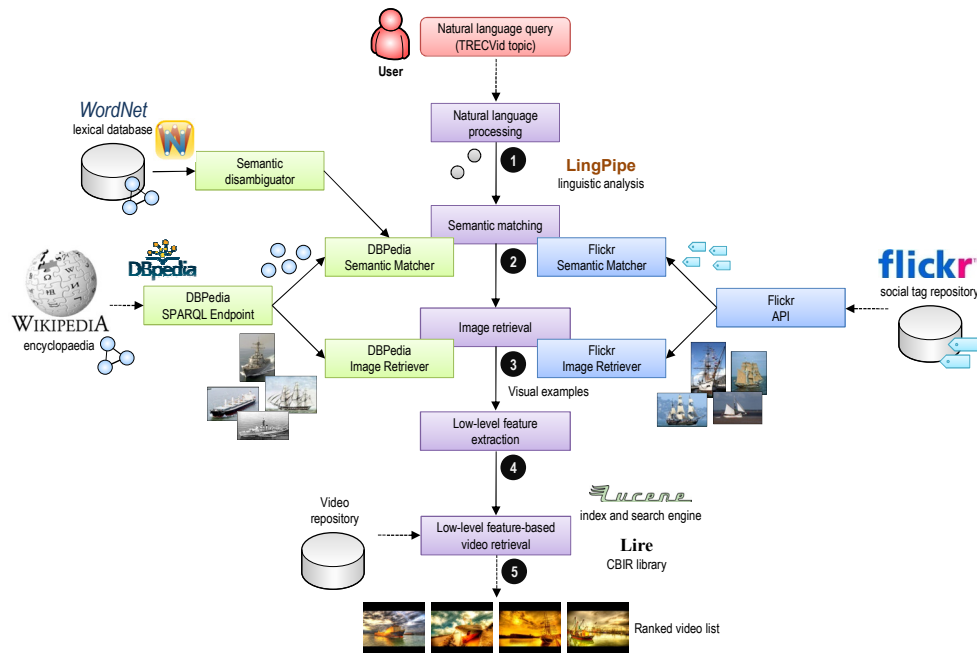 Natural language query
(TRECVid topic)
User
WordNet
lexical database
W
Natural language
processing
1
LingPipe
linguistic analysis
Semantic
disambiguator
Semantic matching
DBPedia
Semantic Matcher
2
Flickr
Semantic Matcher
DBpedia
flickr
social tag repository
WIKIPEDIA
encyclopaedia
DBPedia
SPARQL Endpoint
Flickr
API
Image retrieval
DBPedia
Image Retriever
3
Flickr
Image Retriever
Visual examples
Low-level feature
extraction
4
Lucene
index and search engine
Video
repository
Low-level feature-based
video retrieval
Lire
CBIR library
5
Ranked video list